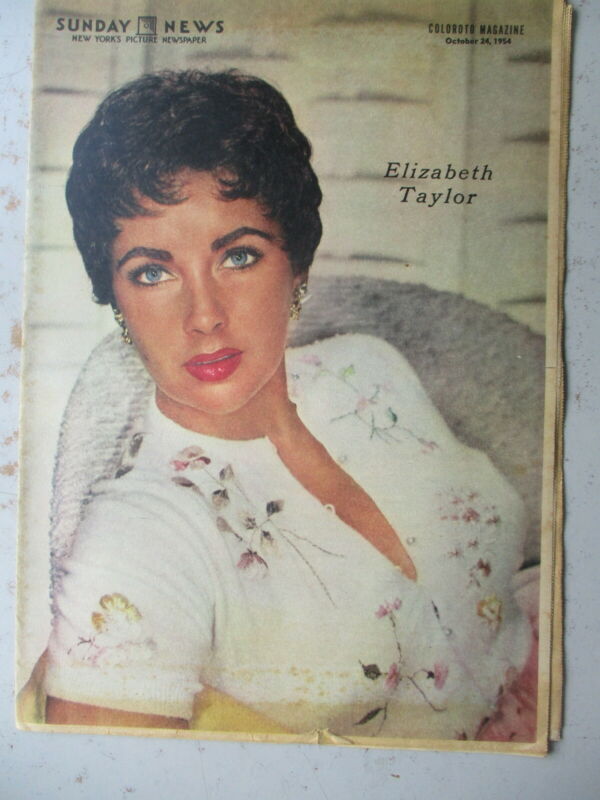 SUNDAY NEWS
NEW YORK'S PICTURE NEWSPAPER
COLOROTO MAGAZINE
October 24, 1954
Elizabeth
Taylor